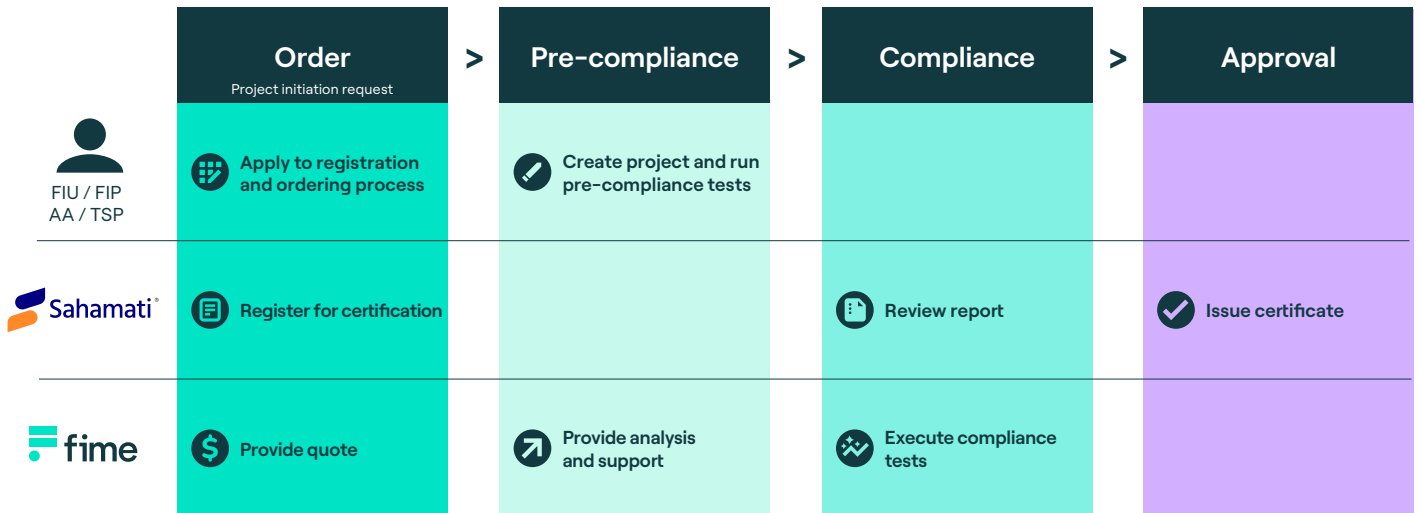 Order
Project initiation request
>
Pre-compliance
>
Compliance
>
Approval
FIU / FIP
AA / TSP
Apply to registration
and ordering process
Create project and run
pre-compliance tests
Sahamati®
Register for certification
Review report
Issue certificate
fime
Provide quote
Provide analysis
and support
Execute compliance
tests